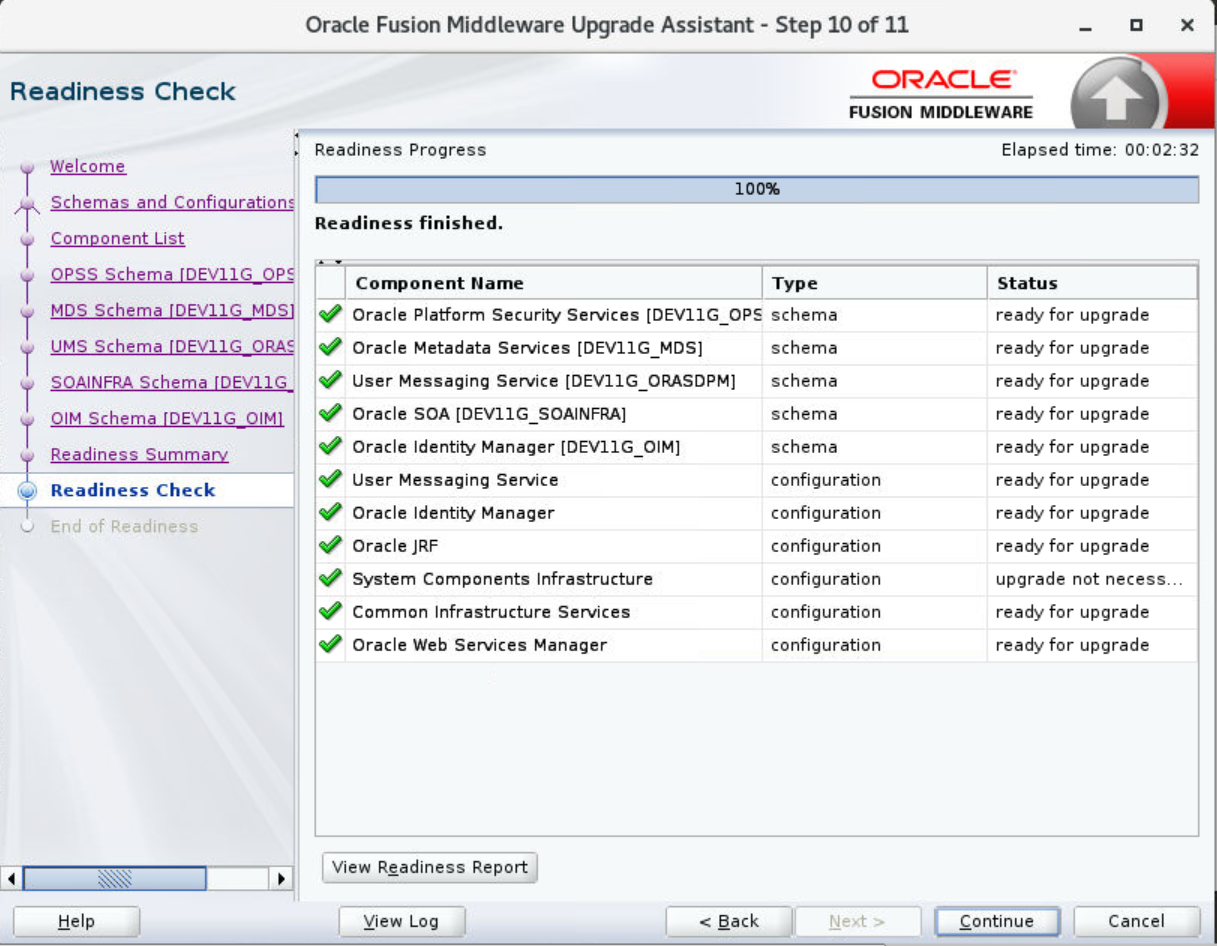 Oracle Fusion Middleware Upgrade Assistant - Step 10 of 11
Readiness Check
ORACLE
FUSION MIDDLEWARE
Welcome
Schemas and Configurations
Component List
OPSS Schema [DEV11G_OPS
MDS Schema [DEV11G_MDS]
UMS Schema [DEV11G_ORAS
SOAINFRA Schema [DEV11G_
OIM Schema [DEV11G_OIM]
Readiness Summary
Readiness Check
End of Readiness
Readiness Progress Elapsed time: 00:02:32
100%
Readiness finished.
Component Name Type Status
Oracle Platform Security Services [DEV11G_OPS schema ready for upgrade
Oracle Metadata Services [DEV11G_MDS] schema ready for upgrade
User Messaging Service [DEV11G_ORASDPM] schema ready for upgrade
Oracle SOA [DEV11G_SOAINFRA] schema ready for upgrade
Oracle Identity Manager [DEV11G_OIM] schema ready for upgrade
User Messaging Service configuration ready for upgrade
Oracle Identity Manager configuration ready for upgrade
Oracle JRF configuration ready for upgrade
System Components Infrastructure configuration upgrade not necess...
Common Infrastructure Services configuration ready for upgrade
Oracle Web Services Manager configuration ready for upgrade
View Readiness Report
Help View Log < Back Next > Continue Cancel